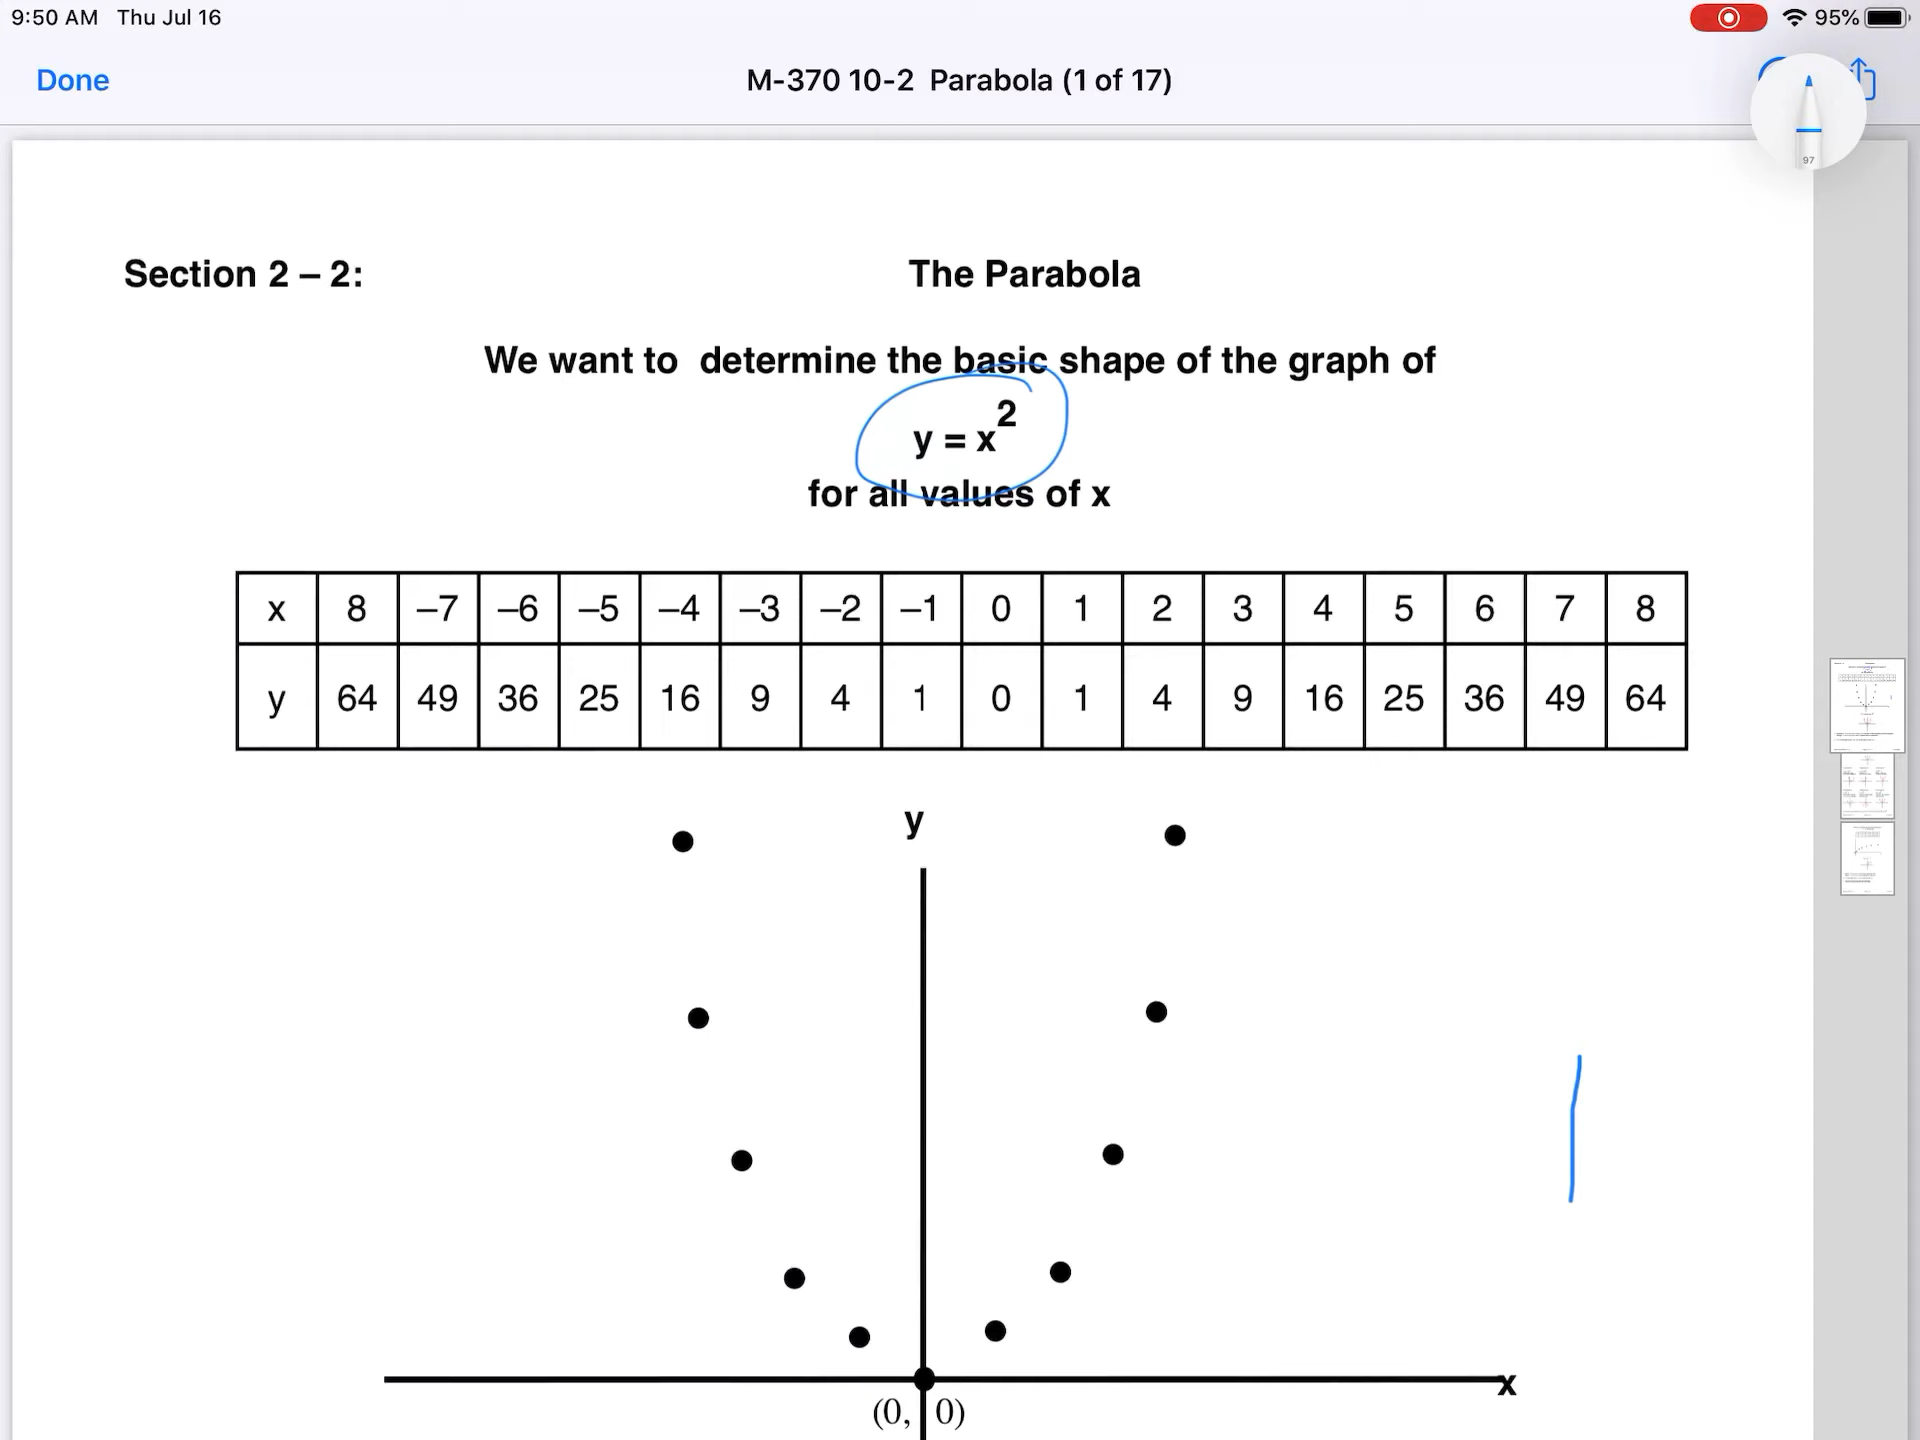 9:50 AM Thu Jul 16 95%
Done M-370 10-2 Parabola (1 of 17)
97
Section 2 – 2: The Parabola
We want to determine the basic shape of the graph of
y = x²
for all values of x
x 8 –7 –6 –5 –4 –3 –2 –1 0 1 2 3 4 5 6 7 8
y 64 49 36 25 16 9 4 1 0 1 4 9 16 25 36 49 64
y
x
(0, 0)